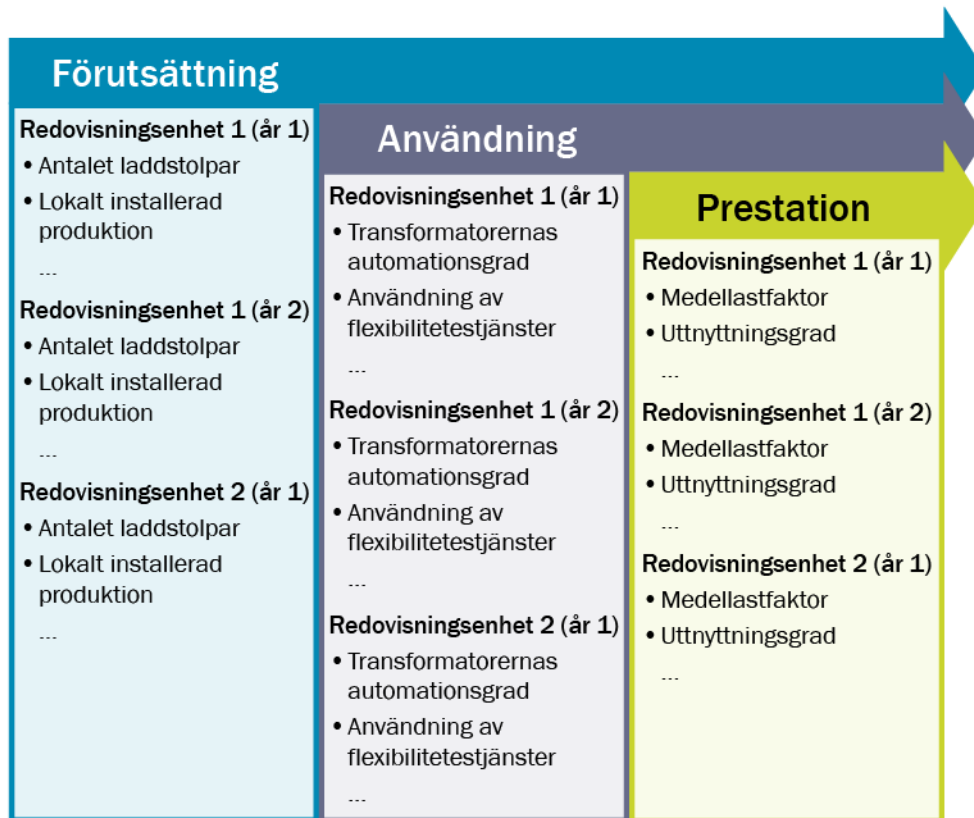 Förutsättning
Redovisningsenhet 1 (år 1)
• Antalet laddstolpar
• Lokalt installerad
produktion
...
Redovisningsenhet 1 (år 2)
• Antalet laddstolpar
• Lokalt installerad
produktion
...
Redovisningsenhet 2 (år 1)
• Antalet laddstolpar
• Lokalt installerad
produktion
...
Användning
Redovisningsenhet 1 (år 1)
• Transformatorernas
automationsgrad
• Användning av
flexibilitetestjänster
...
Redovisningsenhet 1 (år 2)
• Transformatorernas
automationsgrad
• Användning av
flexibilitetestjänster
...
Redovisningsenhet 2 (år 1)
• Transformatorernas
automationsgrad
• Användning av
flexibilitetestjänster
...
Prestation
Redovisningsenhet 1 (år 1)
• Medellastfaktor
• Uttnyttningsgrad
...
Redovisningsenhet 1 (år 2)
• Medellastfaktor
• Uttnyttningsgrad
...
Redovisningsenhet 2 (år 1)
• Medellastfaktor
• Uttnyttningsgrad
...